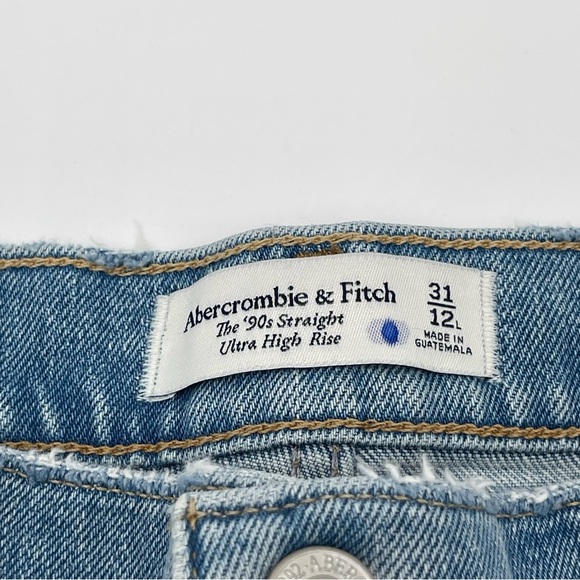 Abercrombie & Fitch
The '90s Straight
Ultra High Rise
31
12L
MADE IN
GUATEMALA